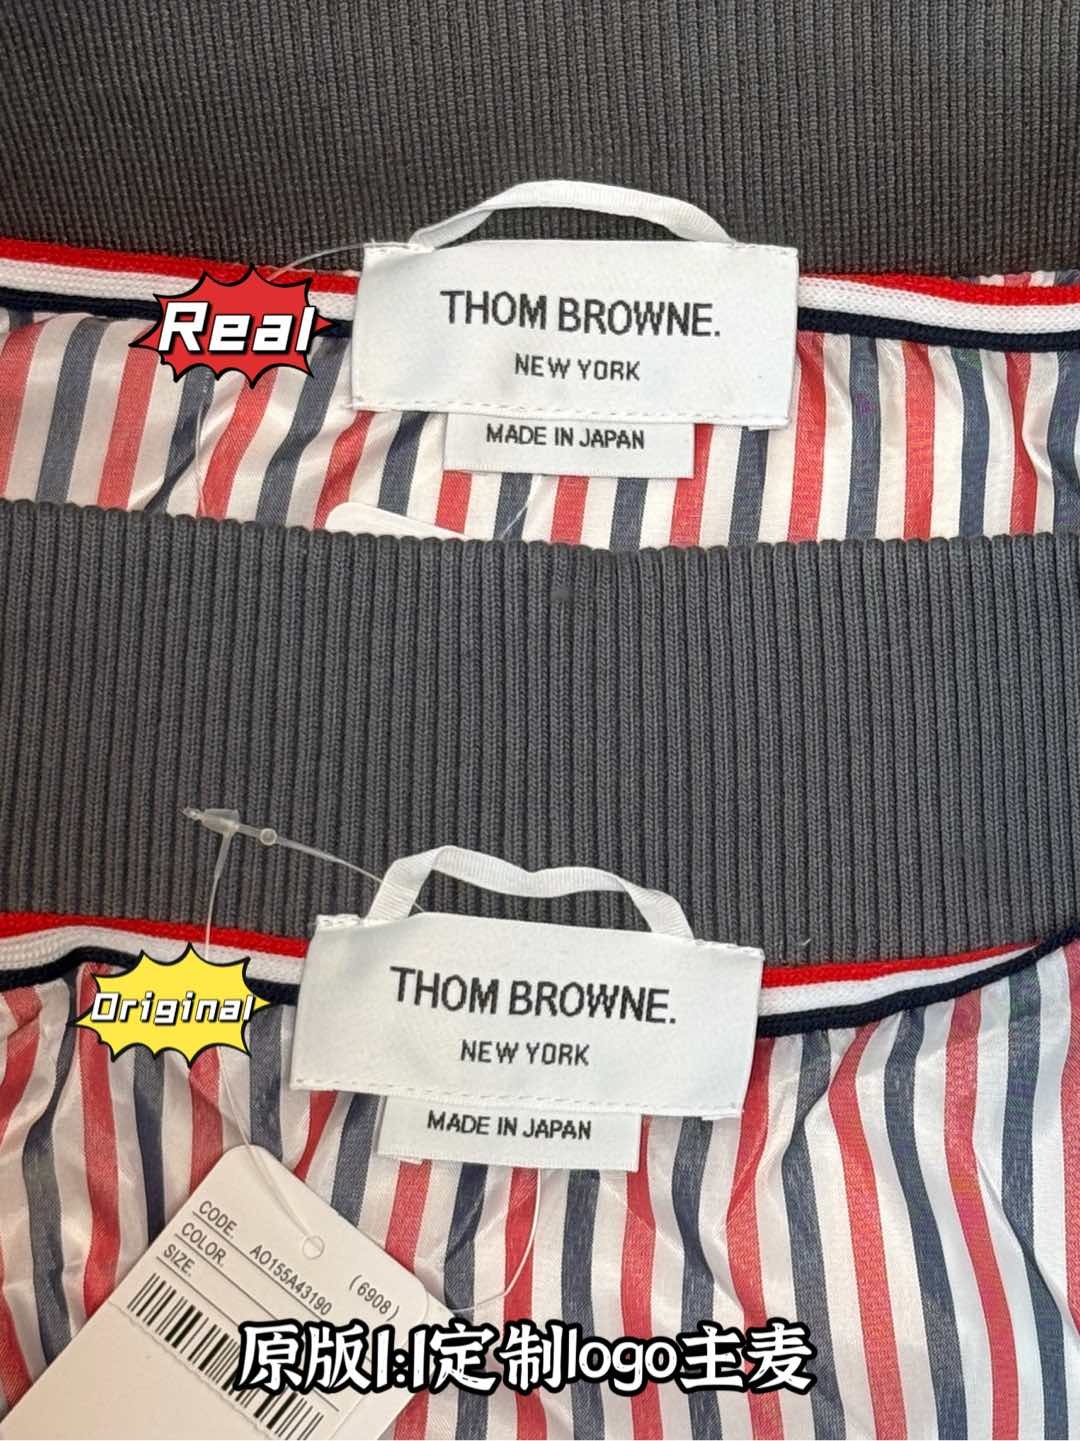 THOM BROWNE.
NEW YORK
MADE IN JAPAN
Real
THOM BROWNE.
NEW YORK
MADE IN JAPAN
Original
CODE. AO155A43190
COLOR. (6908)
SIZE.
原版1:1定制logo主麦